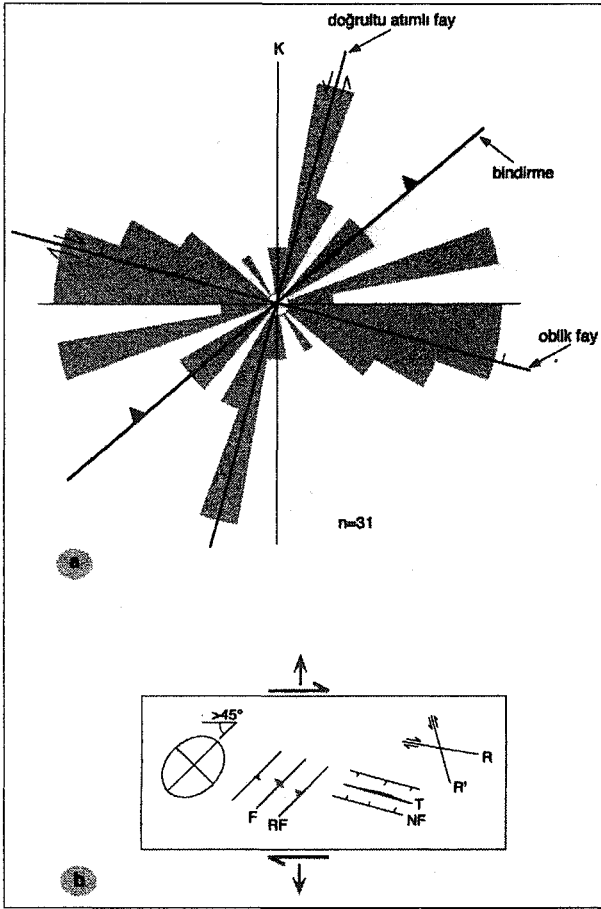 doğrultu atımlı fay
K
bindirme
oblik fay
n=31
a
>45°
R
R'
F
RF
T
NF
b